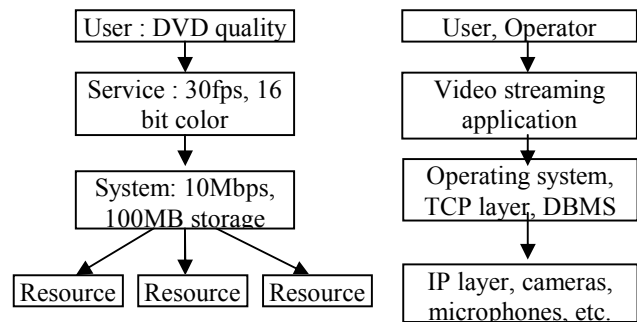 User : DVD quality
Service : 30fps, 16
bit color
System: 10Mbps,
100MB storage
Resource
Resource
Resource
User, Operator
Video streaming
application
Operating system,
TCP layer, DBMS
IP layer, cameras,
microphones, etc.